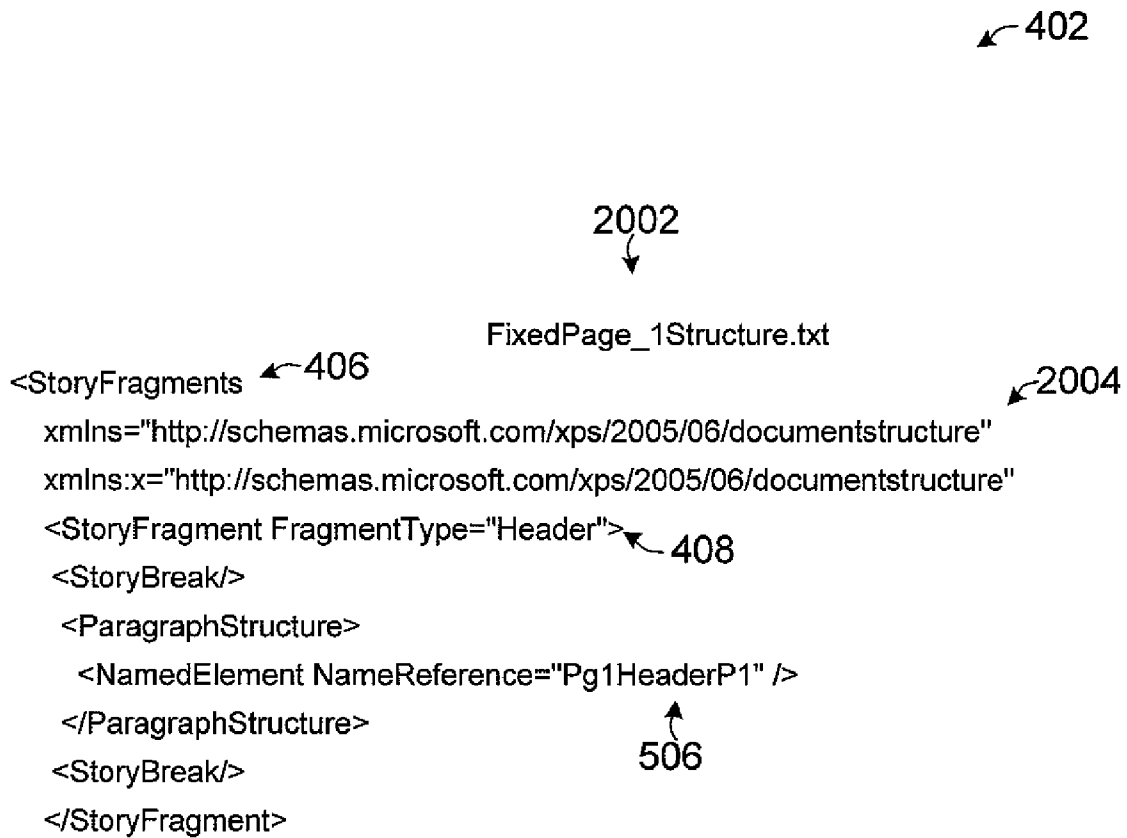 402
2002
FixedPage_1Structure.txt
<StoryFragments 406
2004
xmlns="http://schemas.microsoft.com/xps/2005/06/documentstructure"
xmlns:x="http://schemas.microsoft.com/xps/2005/06/documentstructure"
<StoryFragment FragmentType="Header">
408
<StoryBreak/>
<ParagraphStructure>
<NamedElement NameReference="Pg1HeaderP1" />
</ParagraphStructure>
506
<StoryBreak/>
</StoryFragment>